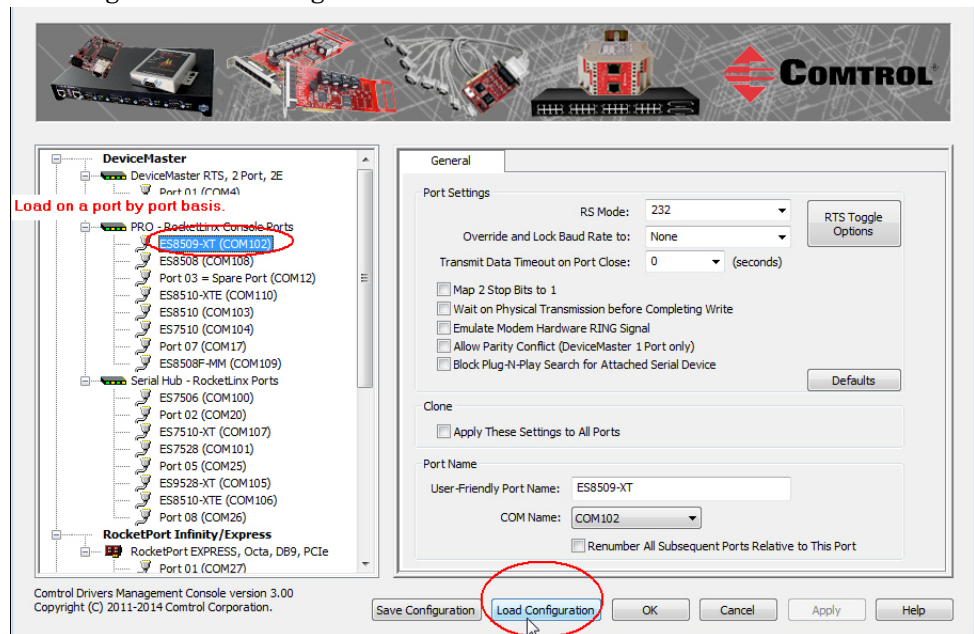 COMTROL
DeviceMaster
DeviceMaster RTS, 2 Port, 2E
Port 01 (COM4)
Load on a port by port basis.
PRO - RocketLinx Console Ports
ES8509-XT (COM102)
ES8508 (COM108)
Port 03 = Spare Port (COM12)
ES8510-XTE (COM110)
ES8510 (COM103)
ES7510 (COM104)
Port 07 (COM17)
ES8508F-MM (COM109)
Serial Hub - RocketLinx Ports
ES7506 (COM100)
Port 02 (COM20)
ES7510-XT (COM107)
ES7528 (COM101)
Port 05 (COM25)
ES9528-XT (COM105)
ES8510-XTE (COM106)
Port 08 (COM26)
RocketPort Infinity/Express
RocketPort EXPRESS, Octa, DB9, PCIe
Port 01 (COM27)
General
Port Settings
RS Mode: 232
RTS Toggle
Options
Override and Lock Baud Rate to: None
Transmit Data Timeout on Port Close: 0 (seconds)
Map 2 Stop Bits to 1
Wait on Physical Transmission before Completing Write
Emulate Modem Hardware RING Signal
Allow Parity Conflict (DeviceMaster 1 Port only)
Block Plug-N-Play Search for Attached Serial Device
Defaults
Clone
Apply These Settings to All Ports
Port Name
User-Friendly Port Name: ES8509-XT
COM Name: COM102
Renumber All Subsequent Ports Relative to This Port
Comtrol Drivers Management Console version 3.00
Copyright (C) 2011-2014 Comtrol Corporation.
Save Configuration Load Configuration OK Cancel Apply Help